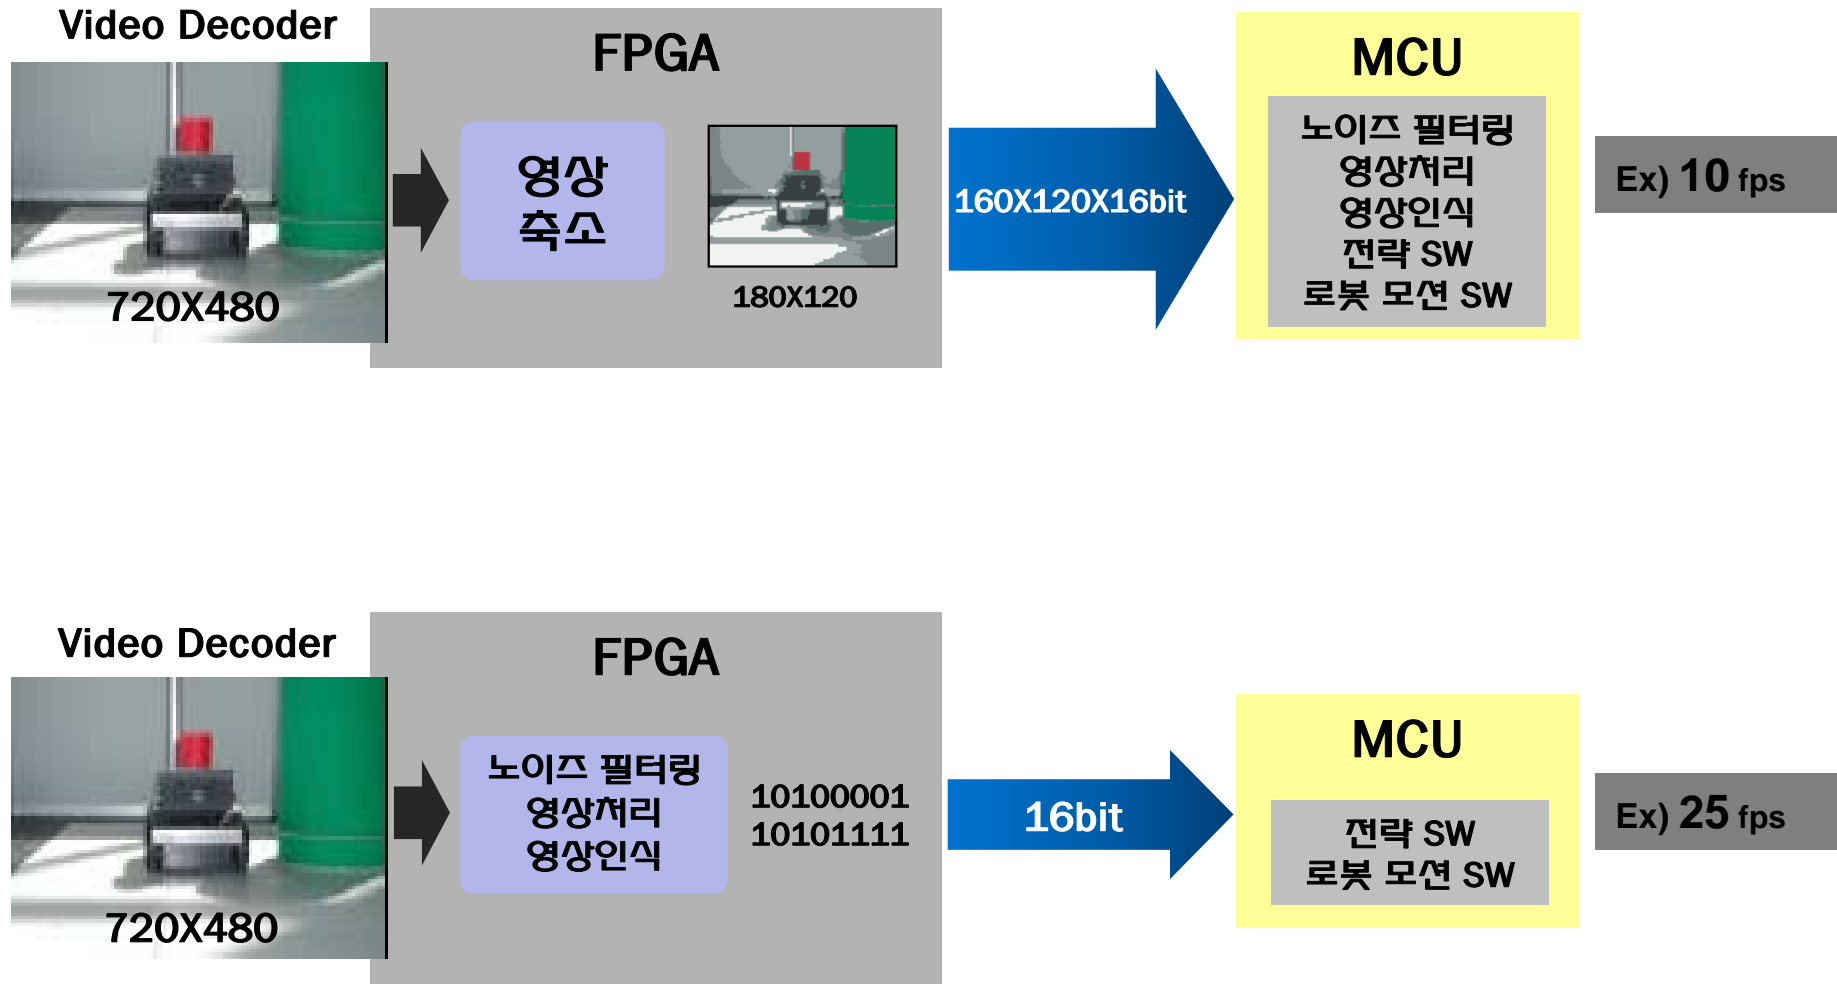 Video Decoder
FPGA
MCU
영상
축소
720X480
180X120
160X120X16bit
노이즈 필터링
영상처리
영상인식
전략 SW
로봇 모션 SW
Ex) 10 fps
Video Decoder
FPGA
MCU
노이즈 필터링
영상처리
영상인식
720X480
10100001
10101111
16bit
전략 SW
로봇 모션 SW
Ex) 25 fps